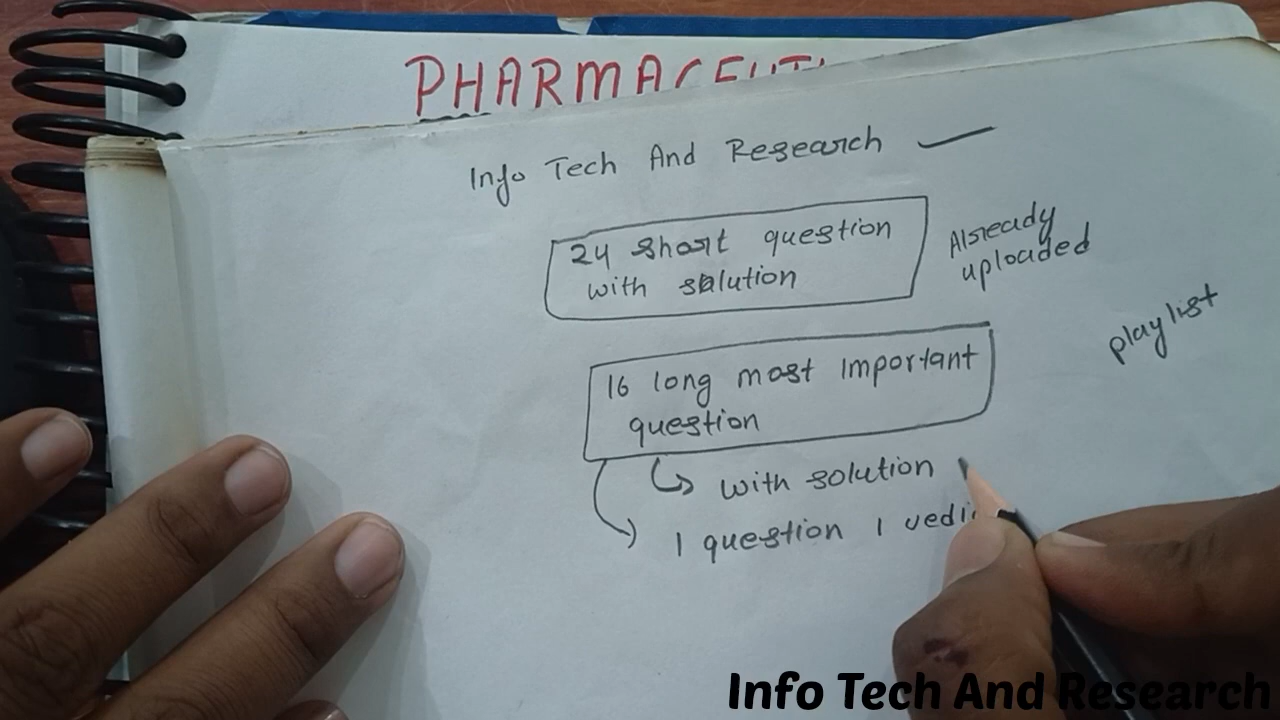 PHARMACEUTI
Info Tech And Research
24 short question
with solution
Already
uploaded
playlist
16 long most important
question
with solution
1 question 1 vedi
Info Tech And Research